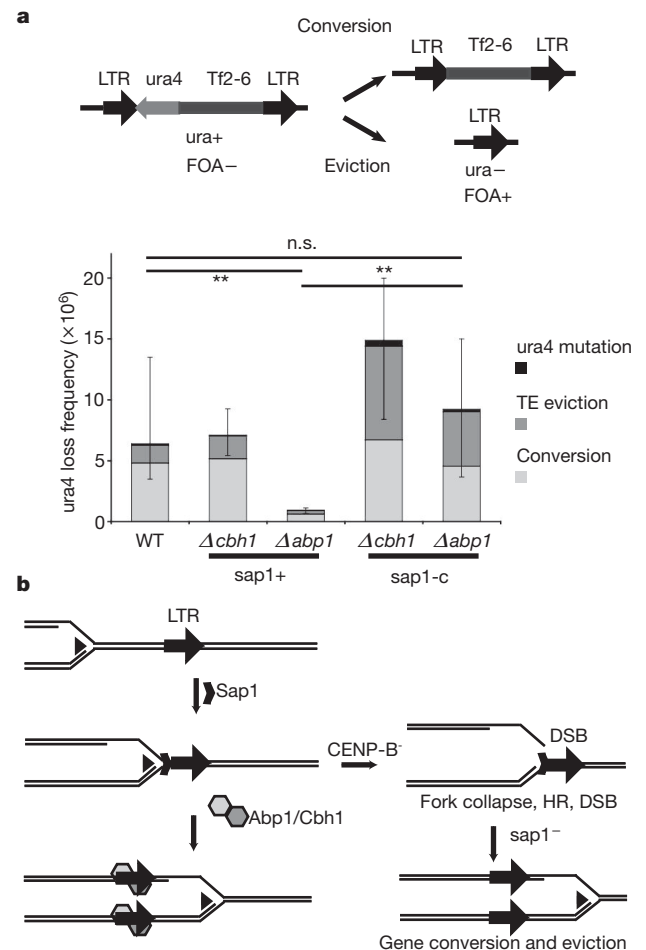 a
Conversion
LTR ura4 Tf2-6 LTR
LTR Tf2-6 LTR
ura+
FOA−
Eviction
LTR
ura−
FOA+
n.s.
**
**
ura4 loss frequency (×10⁶)
20
15
10
5
0
WT Δcbh1 Δabp1 Δcbh1 Δabp1
sap1+ sap1-c
ura4 mutation
TE eviction
Conversion
b
LTR
Sap1
CENP-B⁻
DSB
Fork collapse, HR, DSB
Abp1/Cbh1
sap1⁻
Gene conversion and eviction